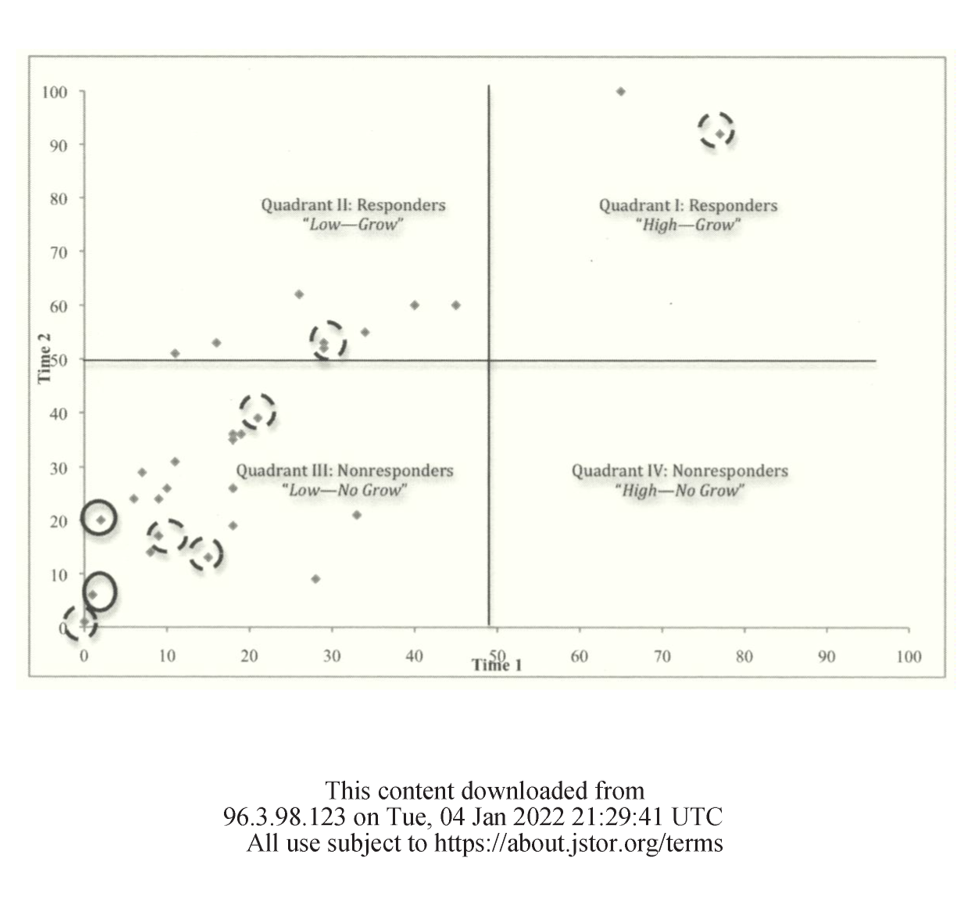 100
90
80
70
60
50
40
30
20
10
0
Time 2
Quadrant II: Responders
“Low—Grow”
Quadrant I: Responders
“High—Grow”
Quadrant III: Nonresponders
“Low—No Grow”
Quadrant IV: Nonresponders
“High—No Grow”
0 10 20 30 40 50 60 70 80 90 100
Time 1
This content downloaded from
96.3.98.123 on Tue, 04 Jan 2022 21:29:41 UTC
All use subject to https://about.jstor.org/terms